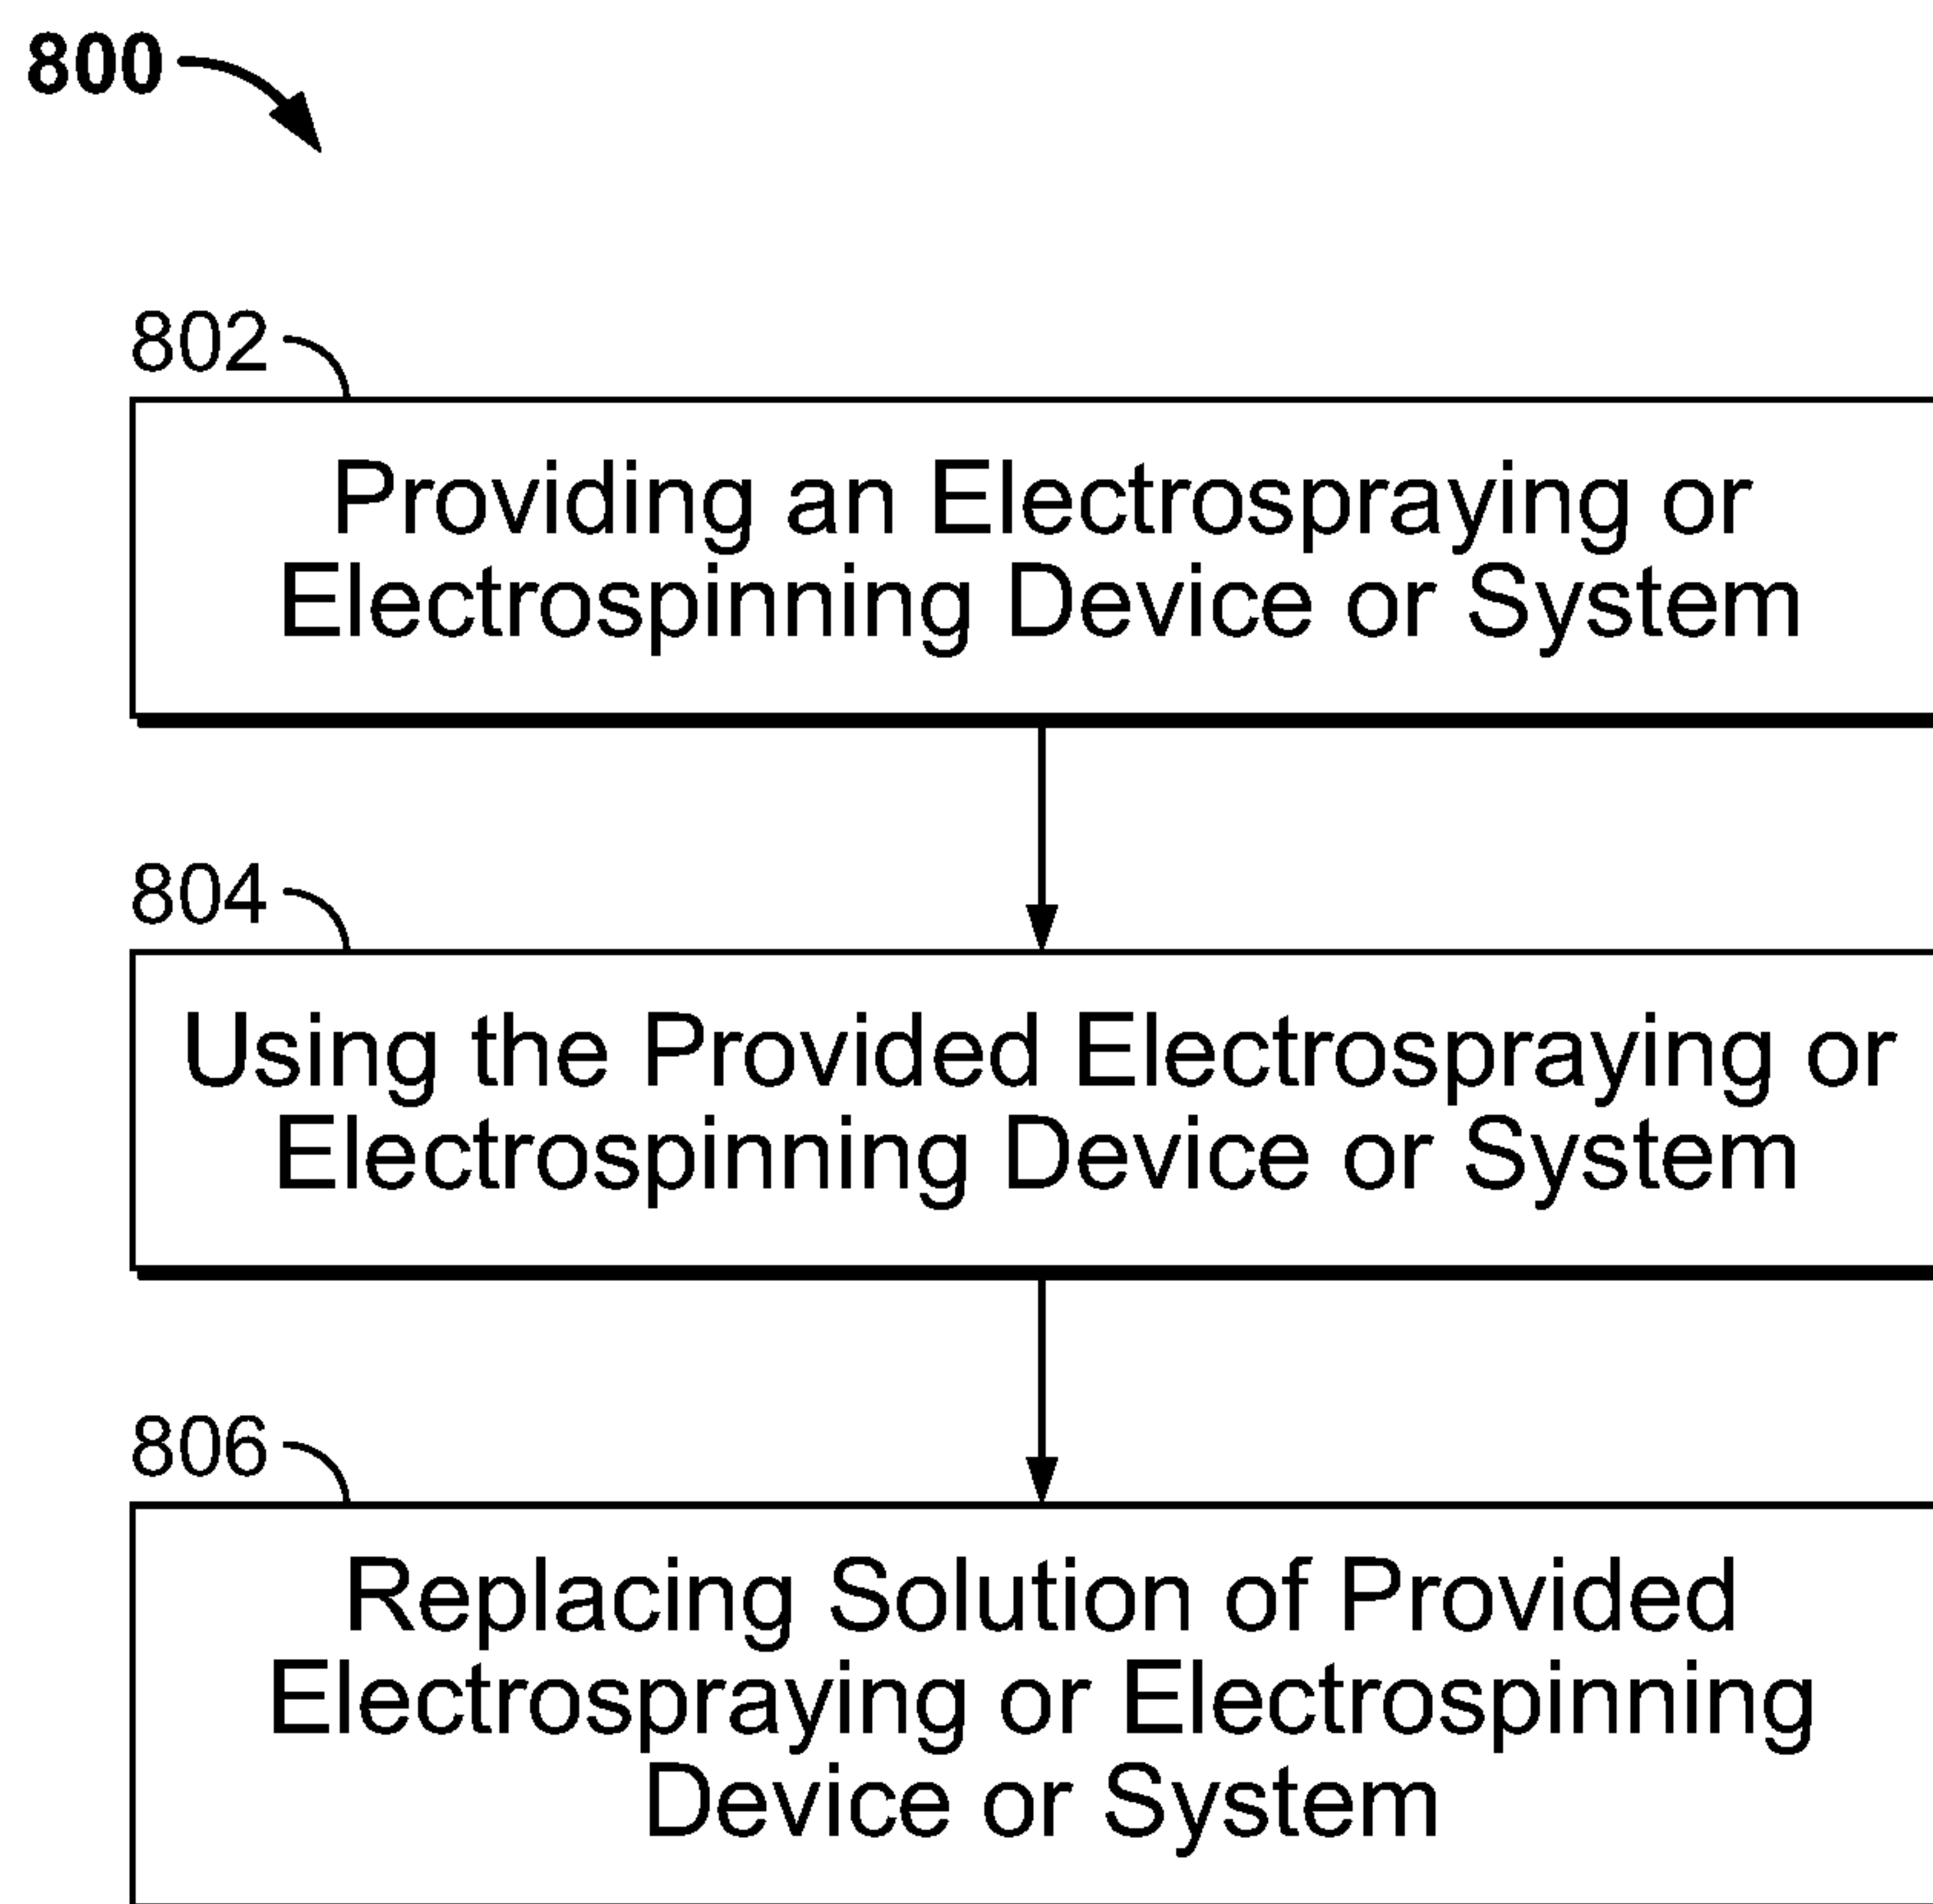 800
802
Providing an Electrospraying or
Electrospinning Device or System
804
Using the Provided Electrospraying or
Electrospinning Device or System
806
Replacing Solution of Provided
Electrospraying or Electrospinning
Device or System